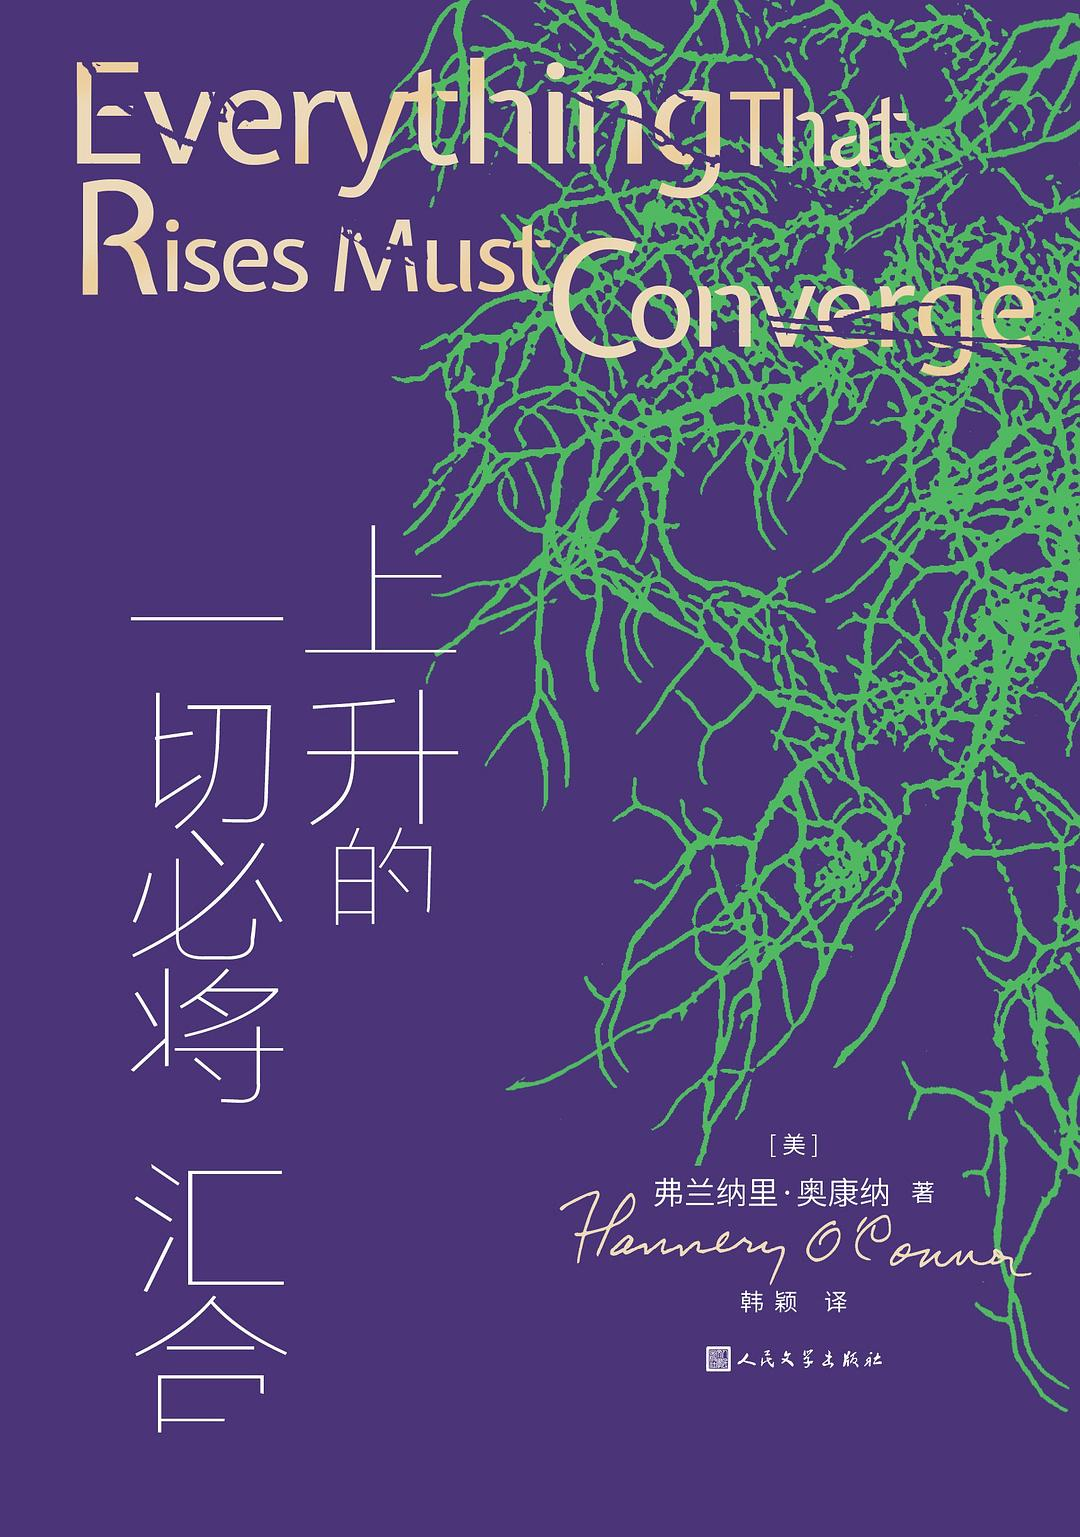 Everything That
Rises Must Converge
上升的
一切必将
汇合
[美]
弗兰纳里·奥康纳 著
Flannery O'Connor
韩颖 译
人民文学出版社